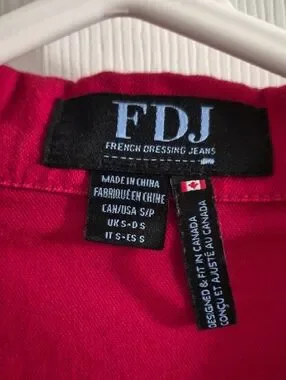 FDJ
FRENCH DRESSING JEANS
MADE IN CHINA
FABRIQUÉ EN CHINE
CAN/USA S/P
UK S-D S
IT S-ES S
DESIGNED & FIT IN CANADA
CONÇU ET AJUSTÉ AU CANADA